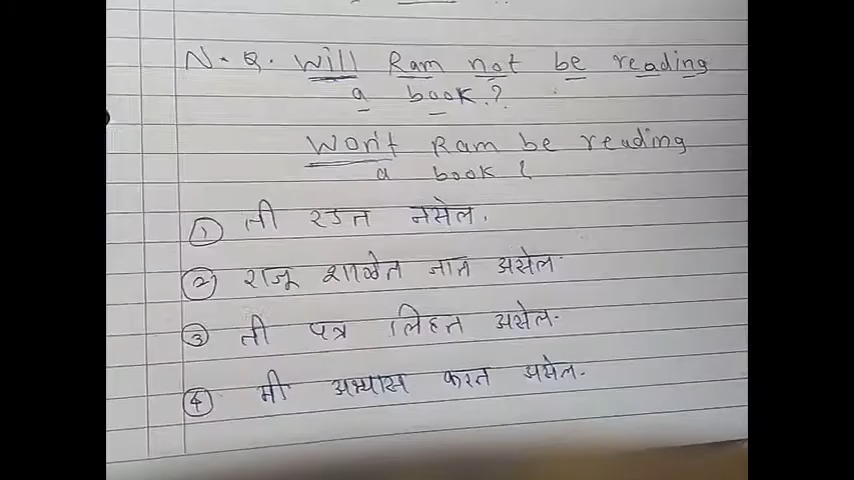 N. Q. Will Ram not be reading
a book.?
Won't Ram be reading
a book ?
① ती रडत नसेल.
② राजू शाळेत जात असेल.
③ ती पत्र लिहत असेल.
④ मी अभ्यास करत असेल.